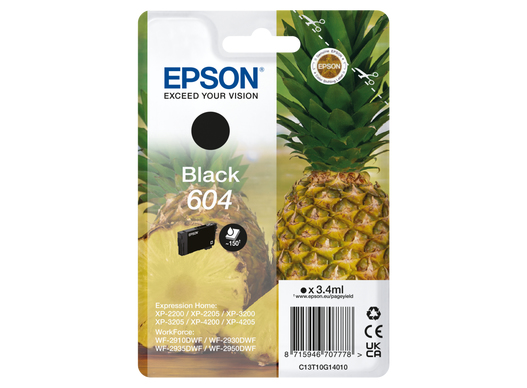 EPSON
EXCEED YOUR VISION
EPSON
Black
604
EPSON
~150
x 3.4ml
www.epson.eu/pageyield
Expression Home:
XP-2200 / XP-2205 / XP-3200
XP-3205 / XP-4200 / XP-4205
WorkForce:
WF-2910DWF / WF-2930DWF
WF-2935DWF / WF-2950DWF
UK
CA
8 715946 707778 >
C13T10G14010